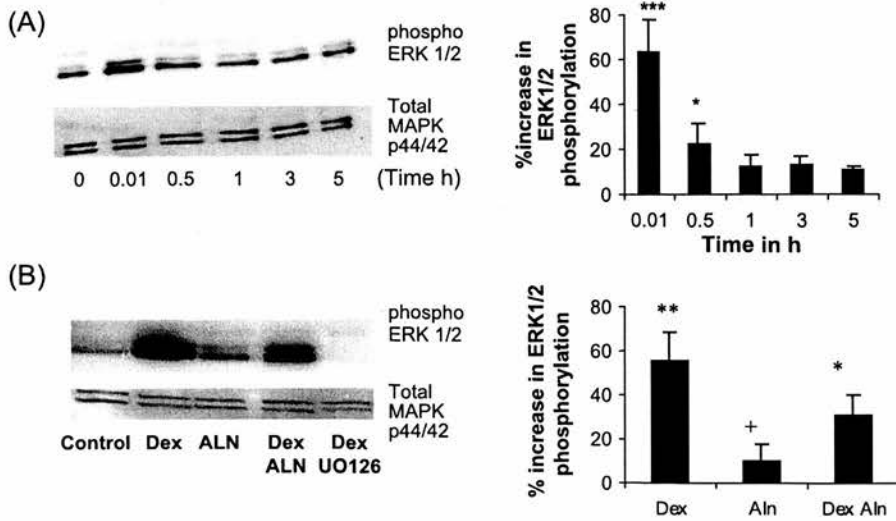 (A)
phospho
ERK 1/2
Total
MAPK
p44/42
0 0.01 0.5 1 3 5 (Time h)
%increase in
ERK1/2
phosphorylation
80
60
40
20
0
***
*
0.01 0.5 1 3 5
Time in h
(B)
phospho
ERK 1/2
Total
MAPK
p44/42
Control Dex ALN Dex Dex
ALN UO126
% increase in ERK1/2
phosphorylation
80
60
40
20
0
**
+
*
Dex Aln Dex Aln